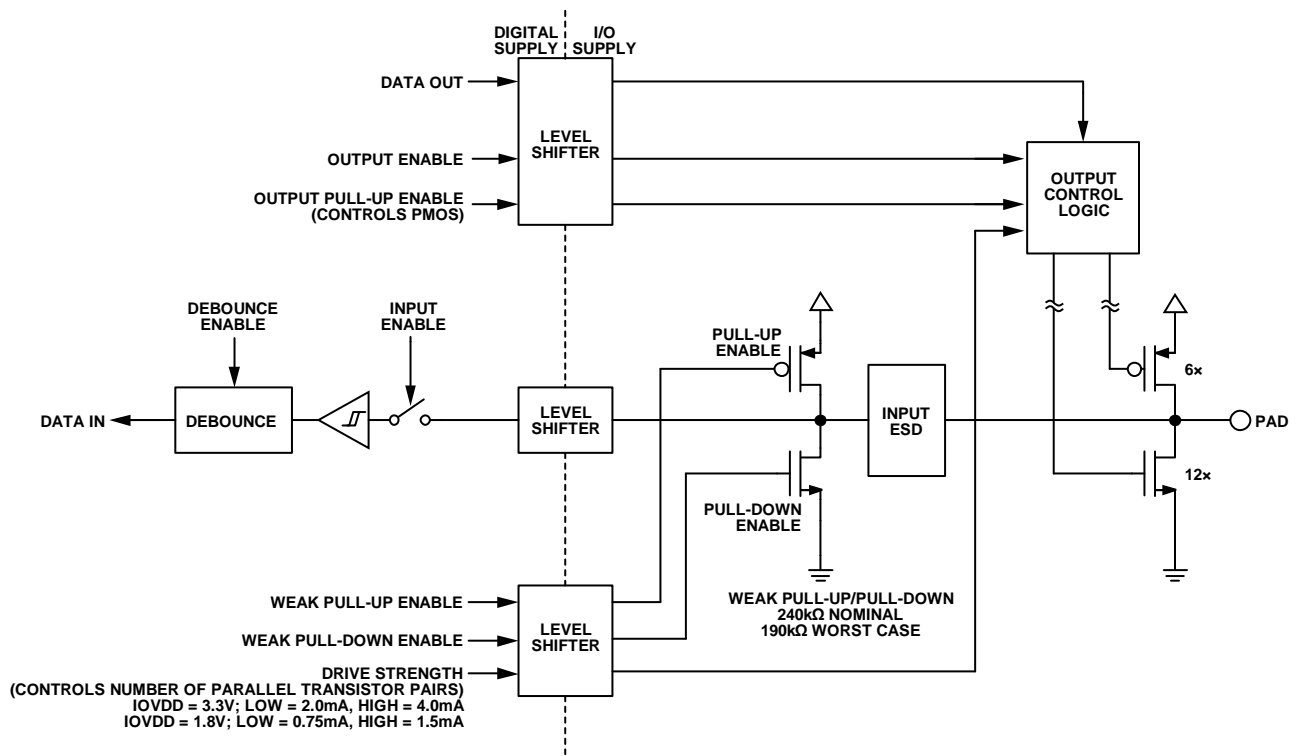 DIGITAL
SUPPLY
I/O
SUPPLY
DATA OUT
OUTPUT ENABLE
OUTPUT PULL-UP ENABLE
(CONTROLS PMOS)
LEVEL
SHIFTER
OUTPUT
CONTROL
LOGIC
DEBOUNCE
ENABLE
INPUT
ENABLE
PULL-UP
ENABLE
6×
DATA IN
DEBOUNCE
LEVEL
SHIFTER
INPUT
ESD
PAD
12×
PULL-DOWN
ENABLE
WEAK PULL-UP/PULL-DOWN
240kΩ NOMINAL
190kΩ WORST CASE
WEAK PULL-UP ENABLE
WEAK PULL-DOWN ENABLE
LEVEL
SHIFTER
DRIVE STRENGTH
(CONTROLS NUMBER OF PARALLEL TRANSISTOR PAIRS)
IOVDD = 3.3V; LOW = 2.0mA, HIGH = 4.0mA
IOVDD = 1.8V; LOW = 0.75mA, HIGH = 1.5mA